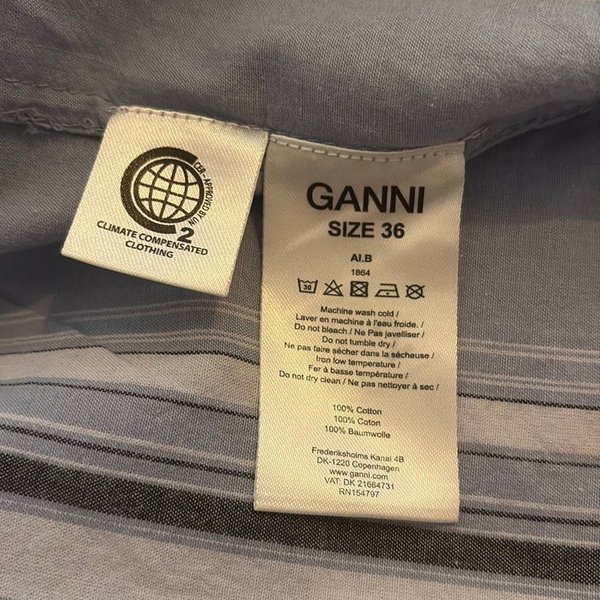 CER - APPROVED BY UN
2
CLIMATE COMPENSATED
CLOTHING
GANNI
SIZE 36
AI.B
1864
30
Machine wash cold /
Laver en machine à l'eau froide. /
Do not bleach / Ne Pas javelliser /
Do not tumble dry /
Ne pas faire sécher dans la sécheuse /
Iron low temperature /
Fer à basse température /
Do not dry clean / Ne pas nettoyer à sec /
100% Cotton
100% Coton
100% Baumwolle
Frederiksholms Kanal 4B
DK-1220 Copenhagen
www.ganni.com
VAT: DK 21664731
RN154797